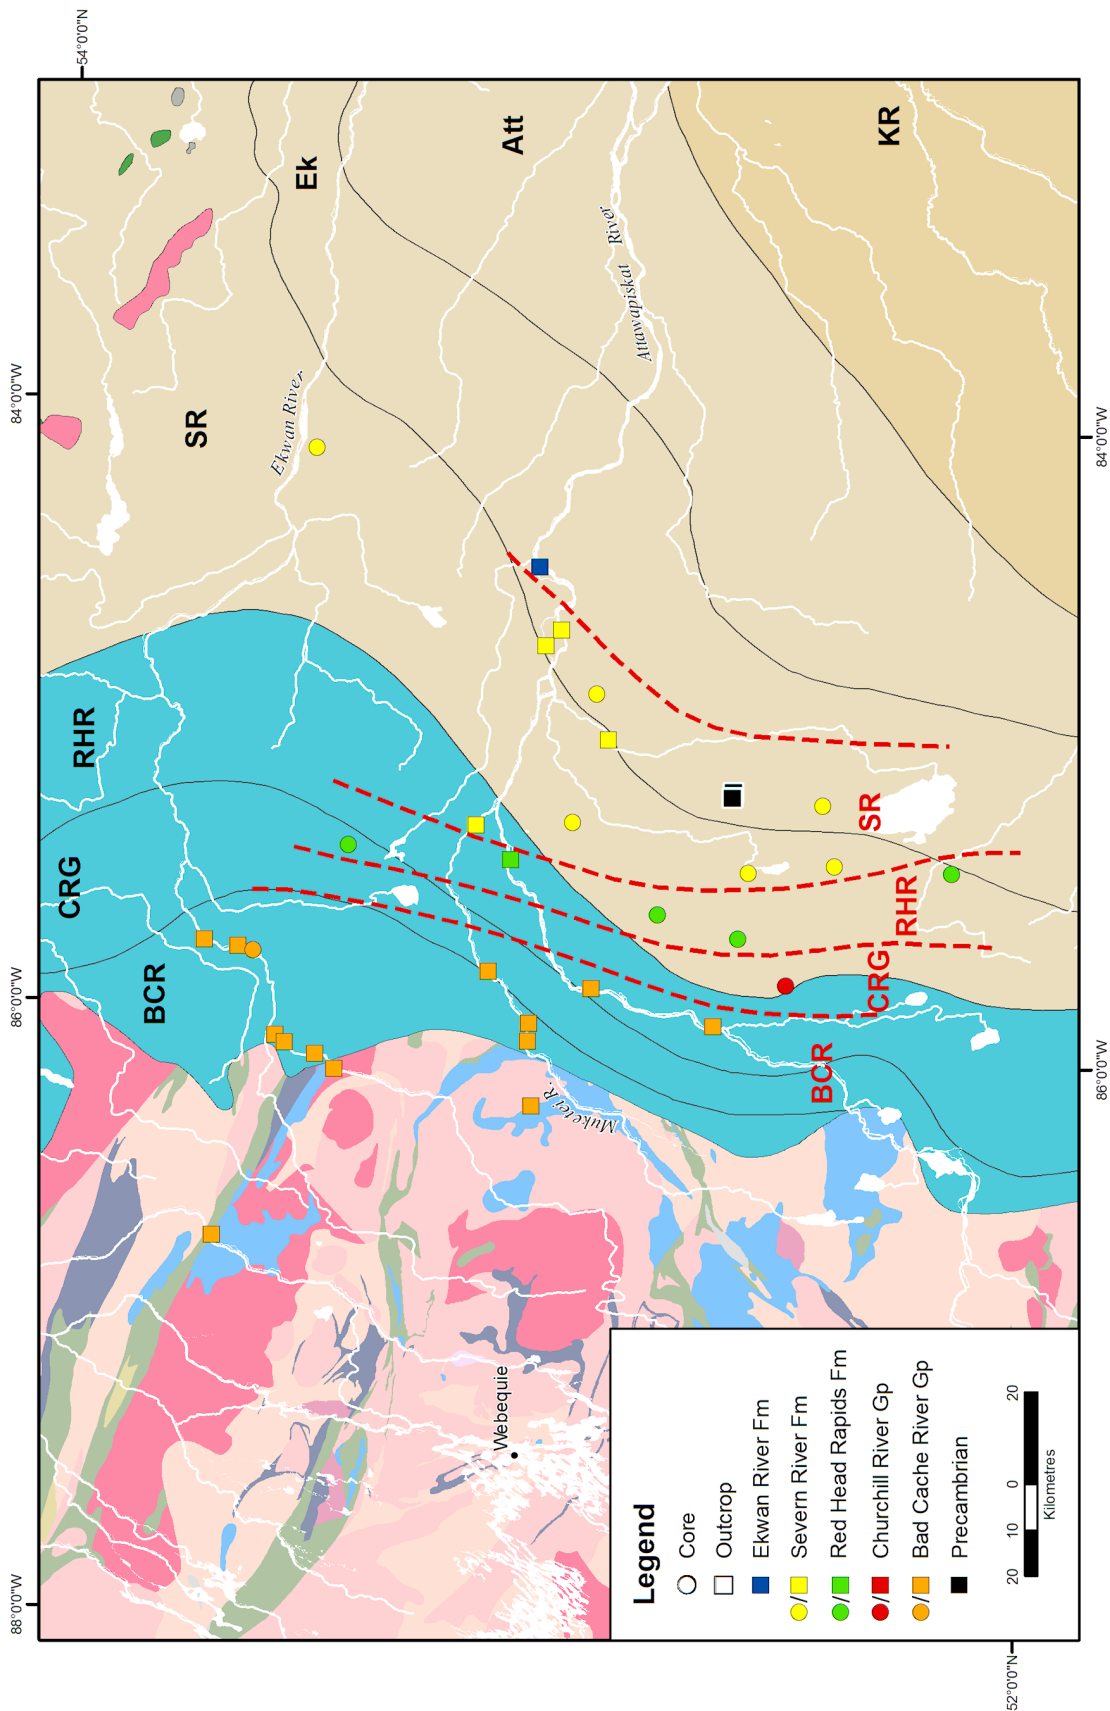 54°0'0"N
84°0'0"W
86°0'0"W
88°0'0"W
84°0'0"W
86°0'0"W
52°0'0"N
Ek
Att
KR
SR
RHR
CRG
BCR
Ekwan River
Attawapiskat River
Muketei R.
Webequie
SR
RHR
CRG
BCR
Legend
Core
Outcrop
Ekwan River Fm
/ Severn River Fm
/ Red Head Rapids Fm
/ Churchill River Gp
/ Bad Cache River Gp
Precambrian
20 10 0 20
Kilometres